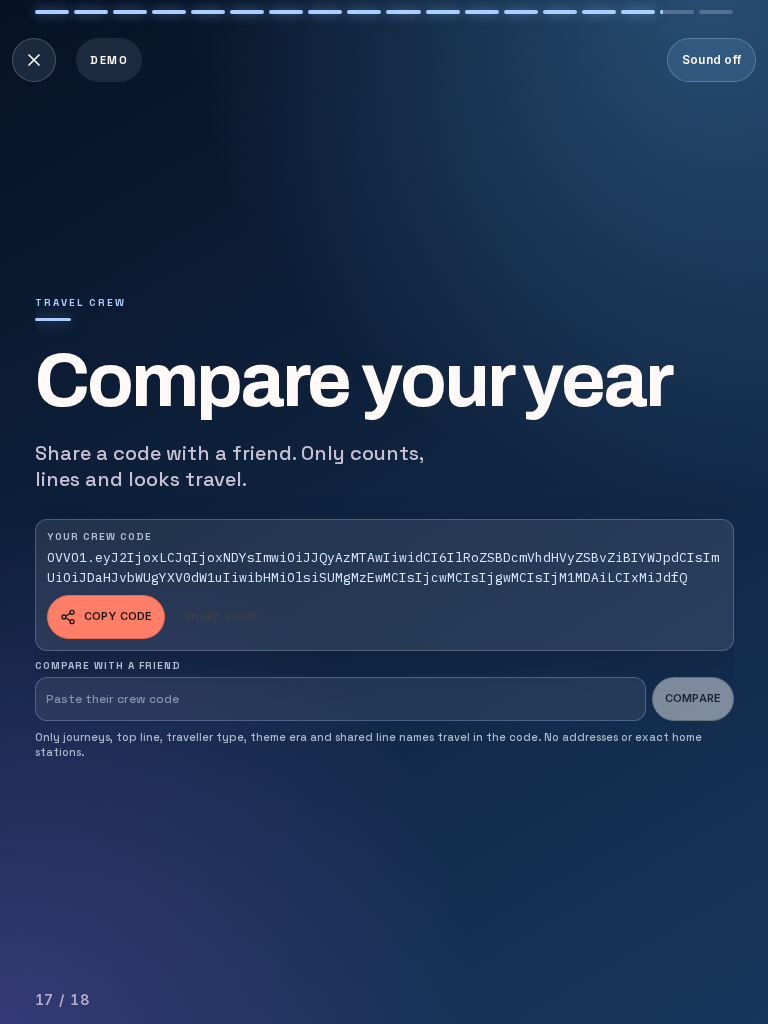 DEMO
Sound off
TRAVEL CREW
Compare your year
Share a code with a friend. Only counts,
lines and looks travel.
YOUR CREW CODE
OVVO1.eyJ2IjoxLCJqIjoxNDYsImwiOiJJQyAzMTAwIiwidCI6IlRoZSBDcmVhdHVyZSBvZiBIYWJpdCIsIm
UiOiJDaHJvbWUgYXV0dW1uIiwibHMiOlsiSUMgMzEwMCIsIjcwMCIsIjgwMCIsIjM1MDAiLCIxMiJdfQ
COPY CODE
SHARE CODE
COMPARE WITH A FRIEND
Paste their crew code
COMPARE
Only journeys, top line, traveller type, theme era and shared line names travel in the code. No addresses or exact home
stations.
17 / 18